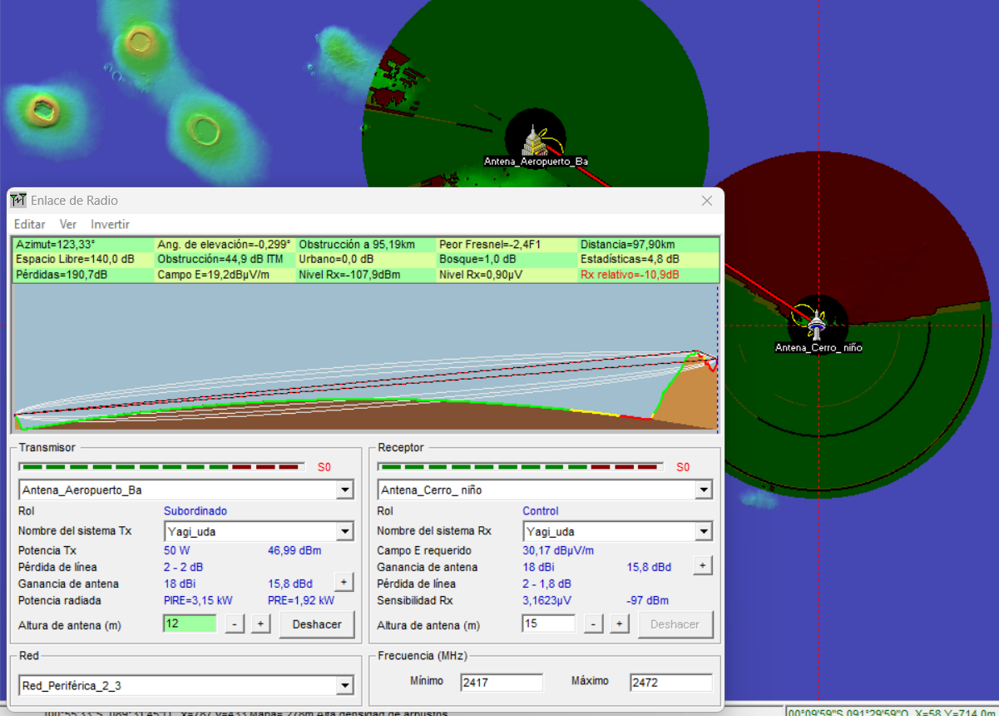 Antena_Aeropuerto_Ba
Antena_Cerro_ niño
Enlace de Radio
Editar Ver Invertir
Azimut=123,33° Ang. de elevación=-0,299° Obstrucción a 95,19km Peor Fresnel=-2,4F1 Distancia=97,90km
Espacio Libre=140,0 dB Obstrucción=44,9 dB ITM Urbano=0,0 dB Bosque=1,0 dB Estadísticas=4,8 dB
Pérdidas=190,7dB Campo E=19,2dBµV/m Nivel Rx=-107,9dBm Nivel Rx=0,90µV Rx relativo=-10,9dB
Transmisor
S0
Antena_Aeropuerto_Ba
Rol Subordinado
Nombre del sistema Tx Yagi_uda
Potencia Tx 50 W 46,99 dBm
Pérdida de línea 2 - 2 dB
Ganancia de antena 18 dBi 15,8 dBd +
Potencia radiada PIRE=3,15 kW PRE=1,92 kW
Altura de antena (m) 12 - + Deshacer
Receptor
S0
Antena_Cerro_ niño
Rol Control
Nombre del sistema Rx Yagi_uda
Campo E requerido 30,17 dBµV/m
Ganancia de antena 18 dBi 15,8 dBd +
Pérdida de línea 2 - 1,8 dB
Sensibilidad Rx 3,1623µV -97 dBm
Altura de antena (m) 15 - + Deshacer
Red
Red_Periférica_2_3
Frecuencia (MHz)
Mínimo 2417 Máximo 2472
00°09'59"S 091°29'59"O X=58 Y=714,0m